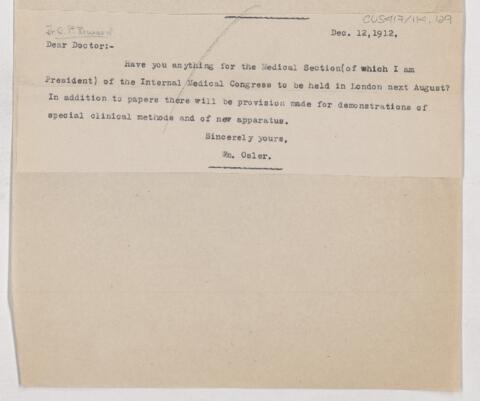 CUS417/114.129
Dec. 12,1912.
Dear Doctor:-
Have you anything for the Medical Section(of which I am
President) of the Internal Medical Congress to be held in London next August?
In addition to papers there will be provision made for demonstrations of
special clinical methods and of new apparatus.
Sincerely yours,
Wm. Osler.